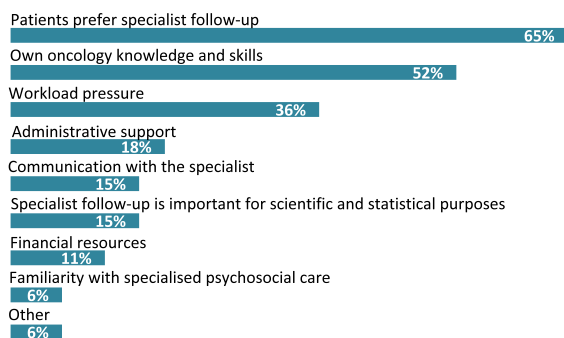 Patients prefer specialist follow-up
65%
Own oncology knowledge and skills
52%
Workload pressure
36%
Administrative support
18%
Communication with the specialist
15%
Specialist follow-up is important for scientific and statistical purposes
15%
Financial resources
11%
Familiarity with specialised psychosocial care
6%
Other
6%